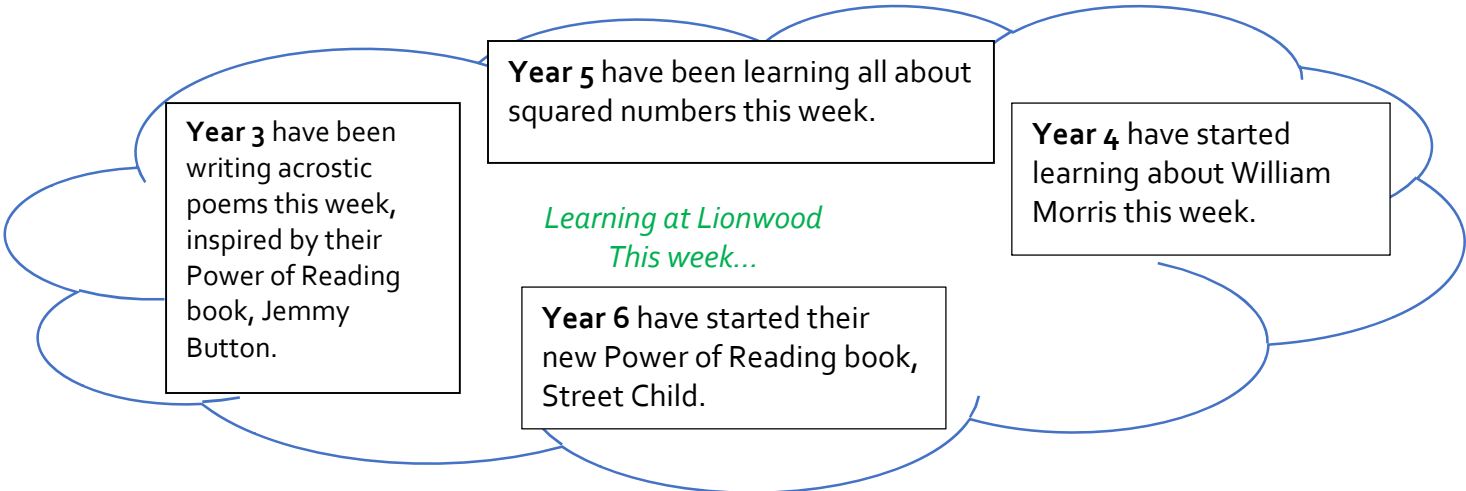 Year 5 have been learning all about
squared numbers this week.
Year 3 have been
writing acrostic
poems this week,
inspired by their
Power of Reading
book, Jemmy
Button.
Year 4 have started
learning about William
Morris this week.
Learning at Lionwood
This week...
Year 6 have started their
new Power of Reading book,
Street Child.